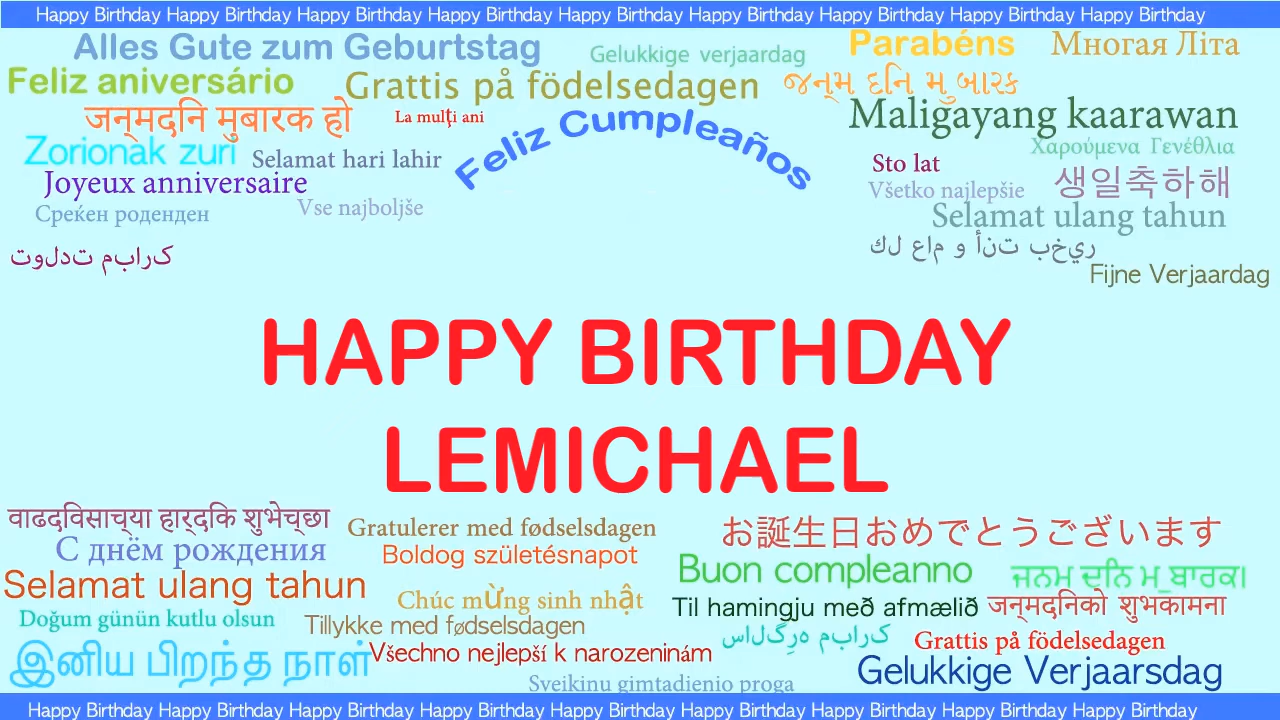 Happy Birthday Happy Birthday Happy Birthday Happy Birthday Happy Birthday Happy Birthday Happy Birthday Happy Birthday Happy Birthday
Alles Gute zum Geburtstag
Gelukkige verjaardag
Parabéns
Многая Літа
Feliz aniversário
Grattis på födelsedagen
જન્મ દિન મુબારક
जन्मदिन मुबारक हो
La mulţi ani
Feliz Cumpleaños
Maligayang kaarawan
Zorionak zuri
Selamat hari lahir
Χαρούμενα Γενέθλια
Sto lat
Joyeux anniversaire
Všetko najlepšie
생일축하해
Среќен роденден
Vse najboljše
Selamat ulang tahun
تولدت مبارک
كل عام و أنت بخير
Fijne Verjaardag
HAPPY BIRTHDAY
LEMICHAEL
वाढदिवसाच्या हार्दिक शुभेच्छा
Gratulerer med fødselsdagen
お誕生日おめでとうございます
С днём рождения
Boldog születésnapot
Buon compleanno
ਜਨਮ ਦਿਨ ਮੁਬਾਰਕ।
Selamat ulang tahun
Chúc mừng sinh nhật
Til hamingju með afmælið
जन्मदिनको शुभकामना
Doğum günün kutlu olsun
Tillykke med fødselsdagen
سالگرہ مبارک
Grattis på födelsedagen
இனிய பிறந்த நாள்
Všechno nejlepší k narozeninám
Gelukkige Verjaarsdag
Sveikinu gimtadienio proga
Happy Birthday Happy Birthday Happy Birthday Happy Birthday Happy Birthday Happy Birthday Happy Birthday Happy Birthday Happy Birthday